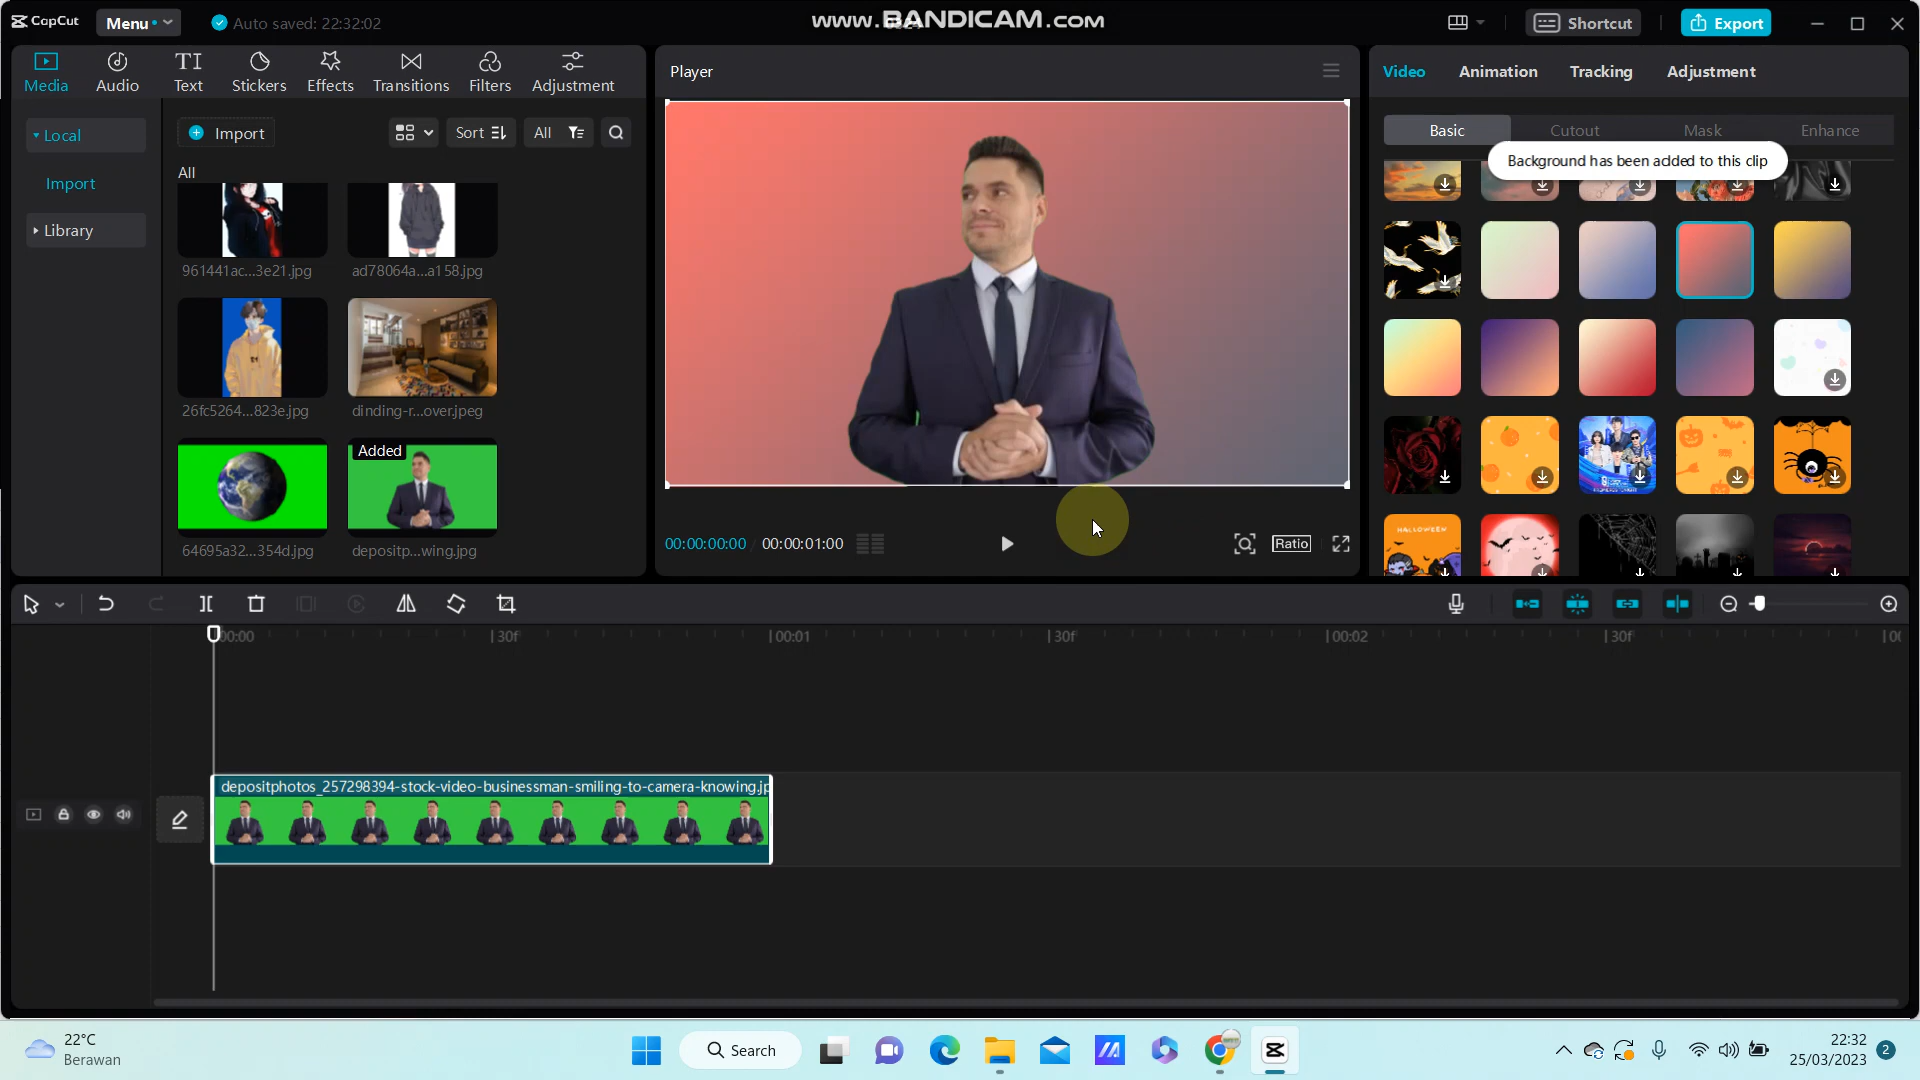 CapCut
Menu
Auto saved: 22:32:02
www.BANDICAM.com
Shortcut
Export
Media
Audio
TI
Text
Stickers
Effects
Transitions
Filters
Adjustment
Local
Import
Library
Import
Sort
All
All
961441ac...3e21.jpg
ad78064a...a158.jpg
26fc5264...823e.jpg
dinding-r...over.jpeg
Added
64695a32...354d.jpg
depositp...wing.jpg
Player
00:00:00:00
00:00:01:00
Ratio
Video
Animation
Tracking
Adjustment
Basic
Cutout
Mask
Enhance
Background has been added to this clip
HALLOWEEN
00:00
30f
00:01
30f
00:02
30f
depositphotos_257298394-stock-video-businessman-smiling-to-camera-knowing.jp
22°C
Berawan
Search
22:32
25/03/2023
2